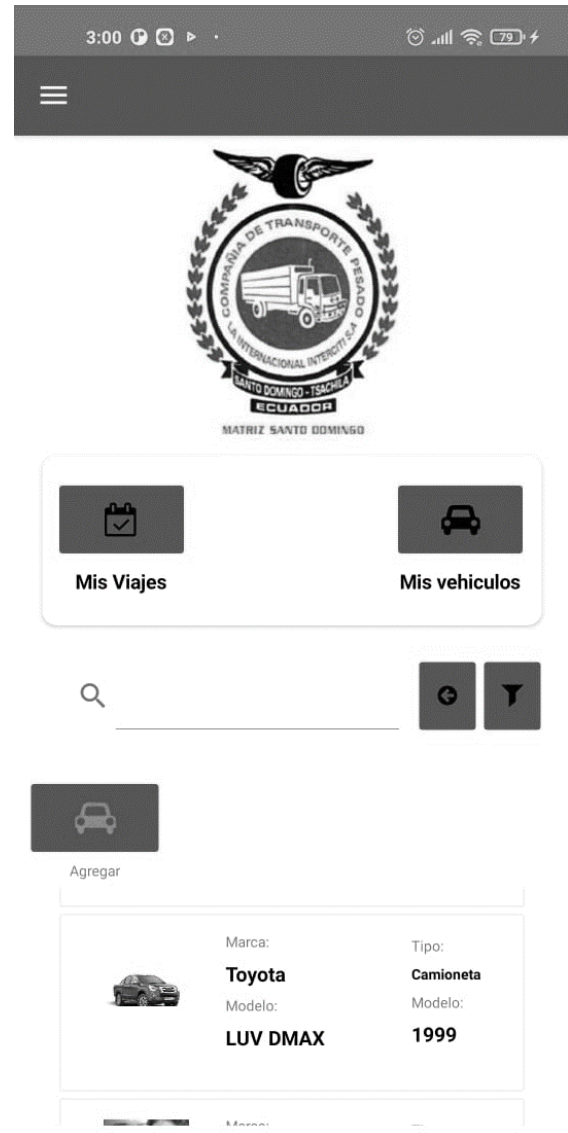 3:00
79
COMPAÑIA DE TRANSPORTE PESADO
LA INTERNACIONAL INTERCITI S.A
SANTO DOMINGO - TSACHILA
ECUADOR
MATRIZ SANTO DOMINGO
Mis Viajes
Mis vehiculos
Agregar
Marca:
Tipo:
Toyota
Camioneta
Modelo:
Modelo:
LUV DMAX
1999